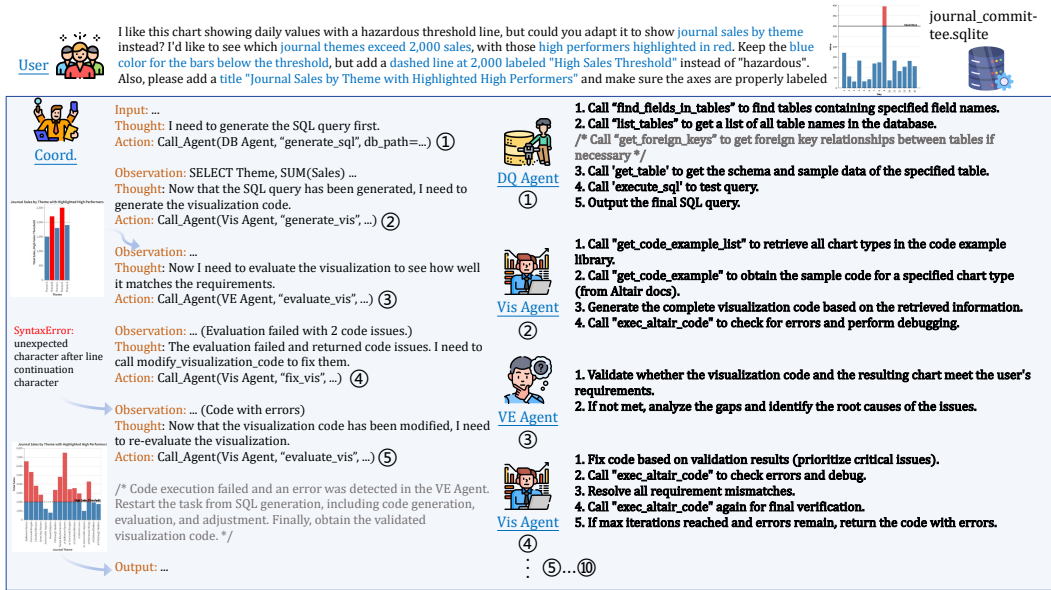 I like this chart showing daily values with a hazardous threshold line, but could you adapt it to show journal sales by theme
instead? I'd like to see which journal themes exceed 2,000 sales, with those high performers highlighted in red. Keep the blue
color for the bars below the threshold, but add a dashed line at 2,000 labeled "High Sales Threshold" instead of "hazardous".
Also, please add a title "Journal Sales by Theme with Highlighted High Performers" and make sure the axes are properly labeled
User
journal_commit-
tee.sqlite
Coord.
Input: ...
Thought: I need to generate the SQL query first.
Action: Call_Agent(DB Agent, "generate_sql", db_path=...) ①
Observation: SELECT Theme, SUM(Sales) ...
Thought: Now that the SQL query has been generated, I need to
generate the visualization code.
Action: Call_Agent(Vis Agent, "generate_vis", ...) ②
Observation: ...
Thought: Now I need to evaluate the visualization to see how well
it matches the requirements.
Action: Call_Agent(VE Agent, "evaluate_vis", ...) ③
Observation: ... (Evaluation failed with 2 code issues.)
Thought: The evaluation failed and returned code issues. I need to
call modify_visualization_code to fix them.
Action: Call_Agent(Vis Agent, "fix_vis", ...) ④
Observation: ... (Code with errors)
Thought: Now that the visualization code has been modified, I need
to re-evaluate the visualization.
Action: Call_Agent(Vis Agent, "evaluate_vis", ...) ⑤
/* Code execution failed and an error was detected in the VE Agent.
Restart the task from SQL generation, including code generation,
evaluation, and adjustment. Finally, obtain the validated
visualization code. */
Output: ...
Journal Sales by Theme with Highlighted High Performers
Theme
SyntaxError:
unexpected
character after line
continuation
character
Journal Sales by Theme with Highlighted High Performers
Journal Theme
DQ Agent
①
1. Call "find_fields_in_tables" to find tables containing specified field names.
2. Call "list_tables" to get a list of all table names in the database.
/* Call "get_foreign_keys" to get foreign key relationships between tables if
necessary */
3. Call 'get_table' to get the schema and sample data of the specified table.
4. Call 'execute_sql' to test query.
5. Output the final SQL query.
Vis Agent
②
1. Call "get_code_example_list" to retrieve all chart types in the code example
library.
2. Call "get_code_example" to obtain the sample code for a specified chart type
(from Altair docs).
3. Generate the complete visualization code based on the retrieved information.
4. Call "exec_altair_code" to check for errors and perform debugging.
VE Agent
③
1. Validate whether the visualization code and the resulting chart meet the user's
requirements.
2. If not met, analyze the gaps and identify the root causes of the issues.
Vis Agent
④
1. Fix code based on validation results (prioritize critical issues).
2. Call "exec_altair_code" to check errors and debug.
3. Resolve all requirement mismatches.
4. Call "exec_altair_code" again for final verification.
5. If max iterations reached and errors remain, return the code with errors.
⑤...⑩